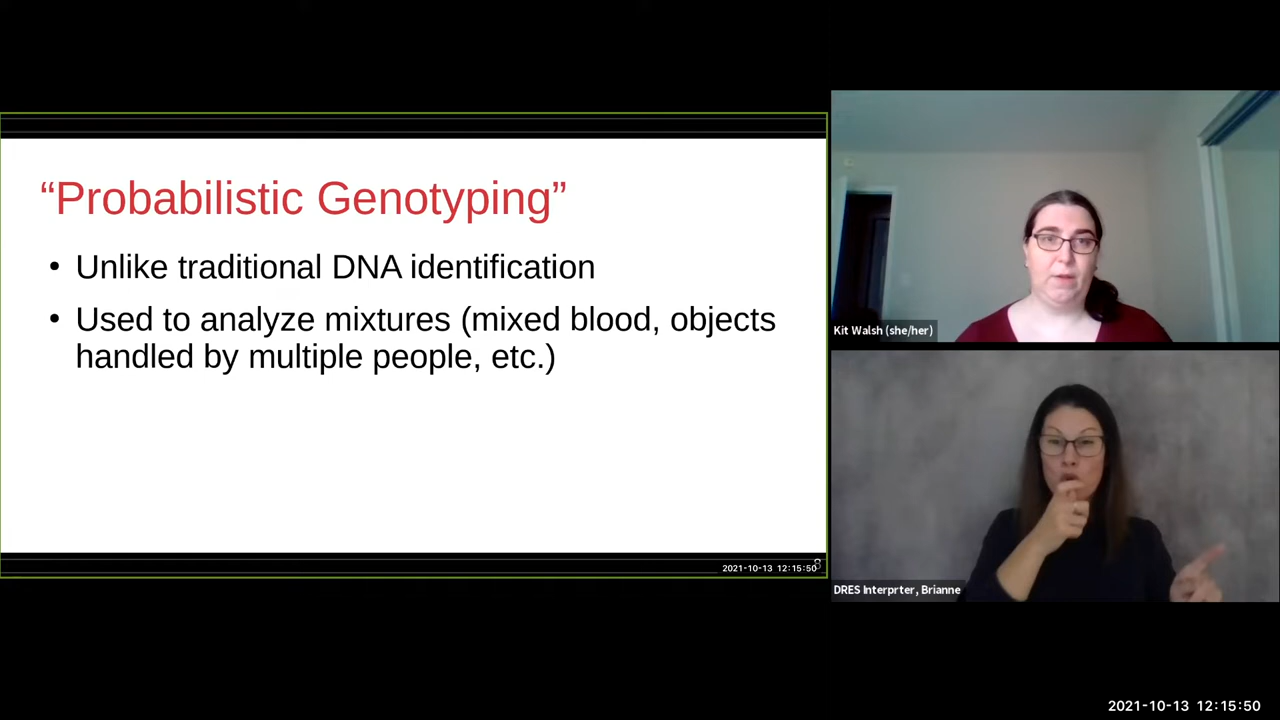 “Probabilistic Genotyping”
• Unlike traditional DNA identification
• Used to analyze mixtures (mixed blood, objects
handled by multiple people, etc.)
2021-10-13 12:15:50
8
Kit Walsh (she/her)
DRES Interprter, Brianne
2021-10-13 12:15:50